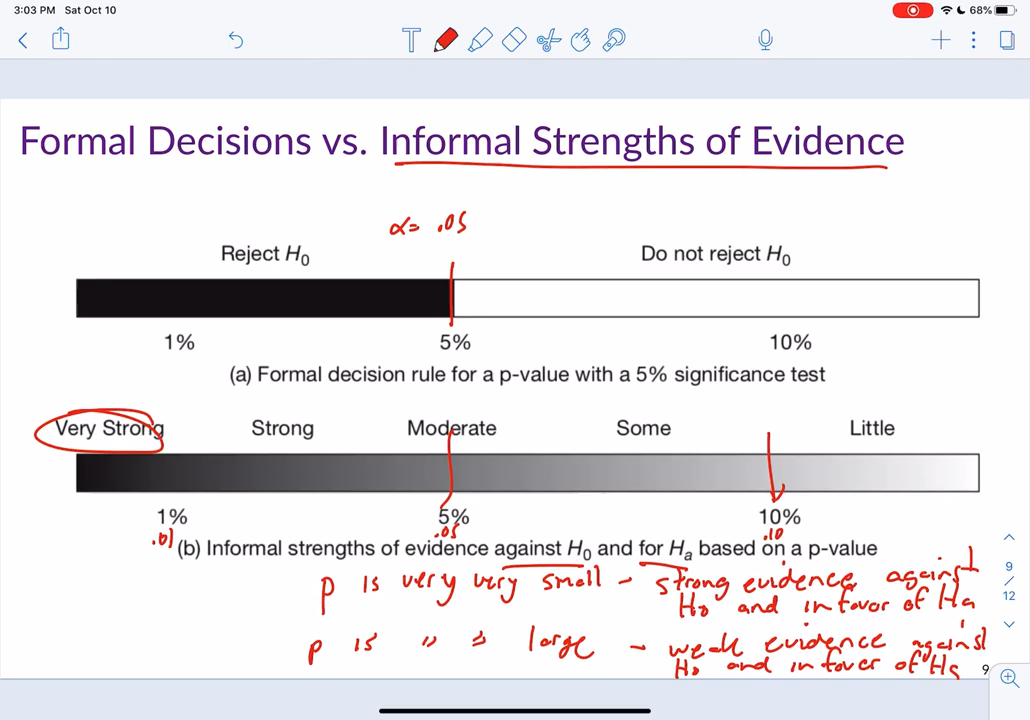 3:03 PM Sat Oct 10
68%
Formal Decisions vs. Informal Strengths of Evidence
α= .05
Reject H₀ Do not reject H₀
1% 5% 10%
(a) Formal decision rule for a p-value with a 5% significance test
Very Strong Strong Moderate Some Little
1% 5% 10%
.01 .05 .10
(b) Informal strengths of evidence against H₀ and for Hₐ based on a p-value
p is very very small - strong evidence against
H₀ and in favor of Ha
p is " " large - weak evidence against
H₀ and in favor of Ha
9
/
12
9